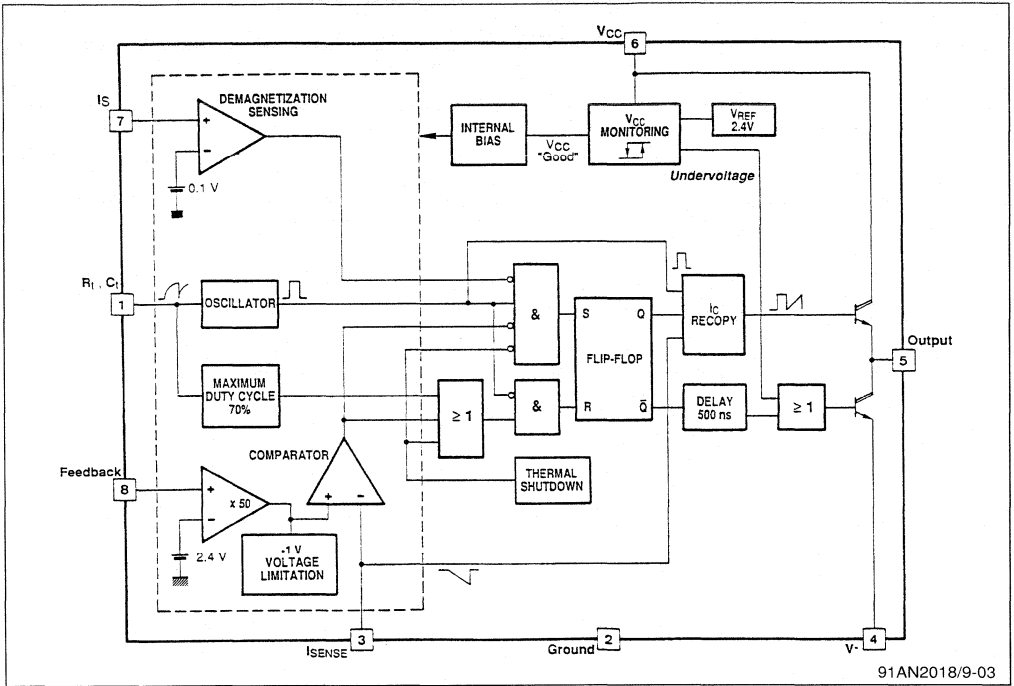 VCC
6
IS
7
DEMAGNETIZATION
SENSING
+
−
0.1 V
INTERNAL
BIAS
VCC
"Good"
VCC
MONITORING
VREF
2.4V
Undervoltage
Rt , Ct
1
OSCILLATOR
&
S
Q
FLIP-FLOP
R
Q̄
IC
RECOPY
Output
5
MAXIMUM
DUTY CYCLE
70%
≥ 1
&
DELAY
500 ns
≥ 1
COMPARATOR
+
−
THERMAL
SHUTDOWN
Feedback
8
+
−
x 50
2.4 V
-1 V
VOLTAGE
LIMITATION
ISENSE
3
Ground
2
V-
4
91AN2018/9-03